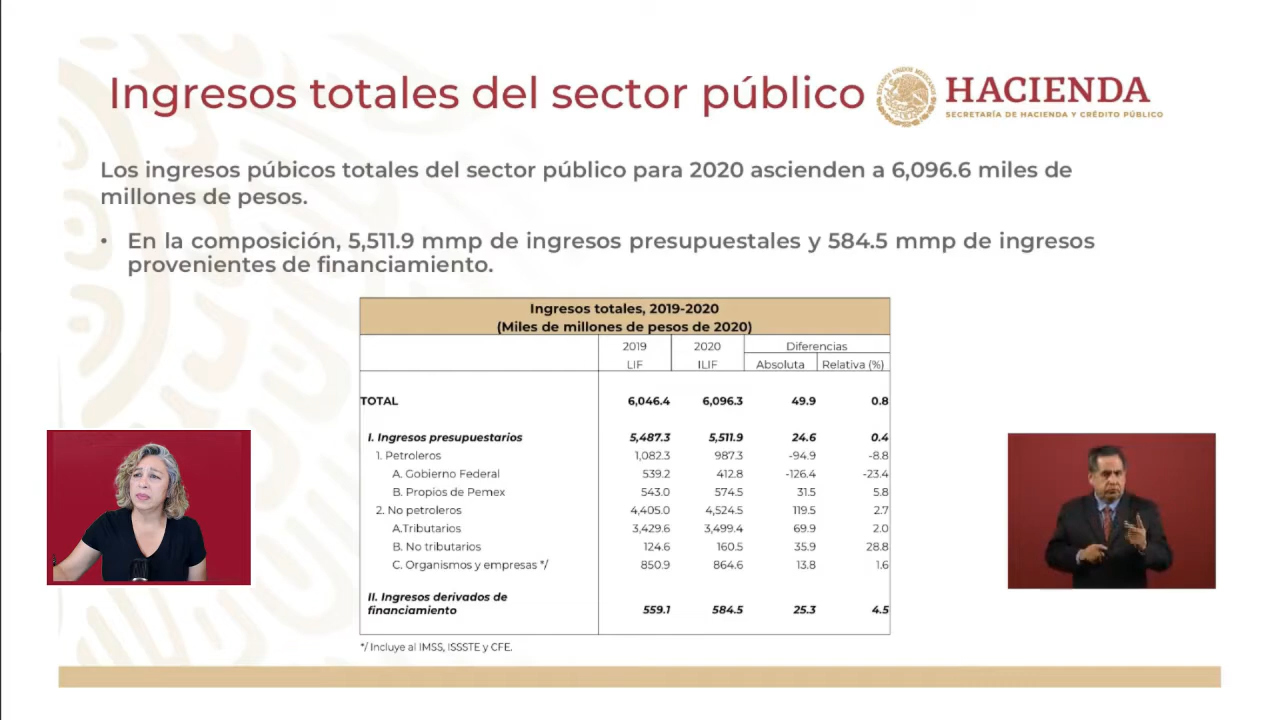 Ingresos totales del sector público
HACIENDA
SECRETARÍA DE HACIENDA Y CRÉDITO PÚBLICO
Los ingresos púbicos totales del sector público para 2020 ascienden a 6,096.6 miles de
millones de pesos.
• En la composición, 5,511.9 mmp de ingresos presupuestales y 584.5 mmp de ingresos
provenientes de financiamiento.
Ingresos totales, 2019-2020
(Miles de millones de pesos de 2020)
2019 2020 Diferencias
LIF ILIF Absoluta Relativa (%)
TOTAL 6,046.4 6,096.3 49.9 0.8
I. Ingresos presupuestarios 5,487.3 5,511.9 24.6 0.4
1. Petroleros 1,082.3 987.3 -94.9 -8.8
A. Gobierno Federal 539.2 412.8 -126.4 -23.4
B. Propios de Pemex 543.0 574.5 31.5 5.8
2. No petroleros 4,405.0 4,524.5 119.5 2.7
A.Tributarios 3,429.6 3,499.4 69.9 2.0
B. No tributarios 124.6 160.5 35.9 28.8
C. Organismos y empresas */ 850.9 864.6 13.8 1.6
II. Ingresos derivados de
financiamiento 559.1 584.5 25.3 4.5
*/ Incluye al IMSS, ISSSTE y CFE.